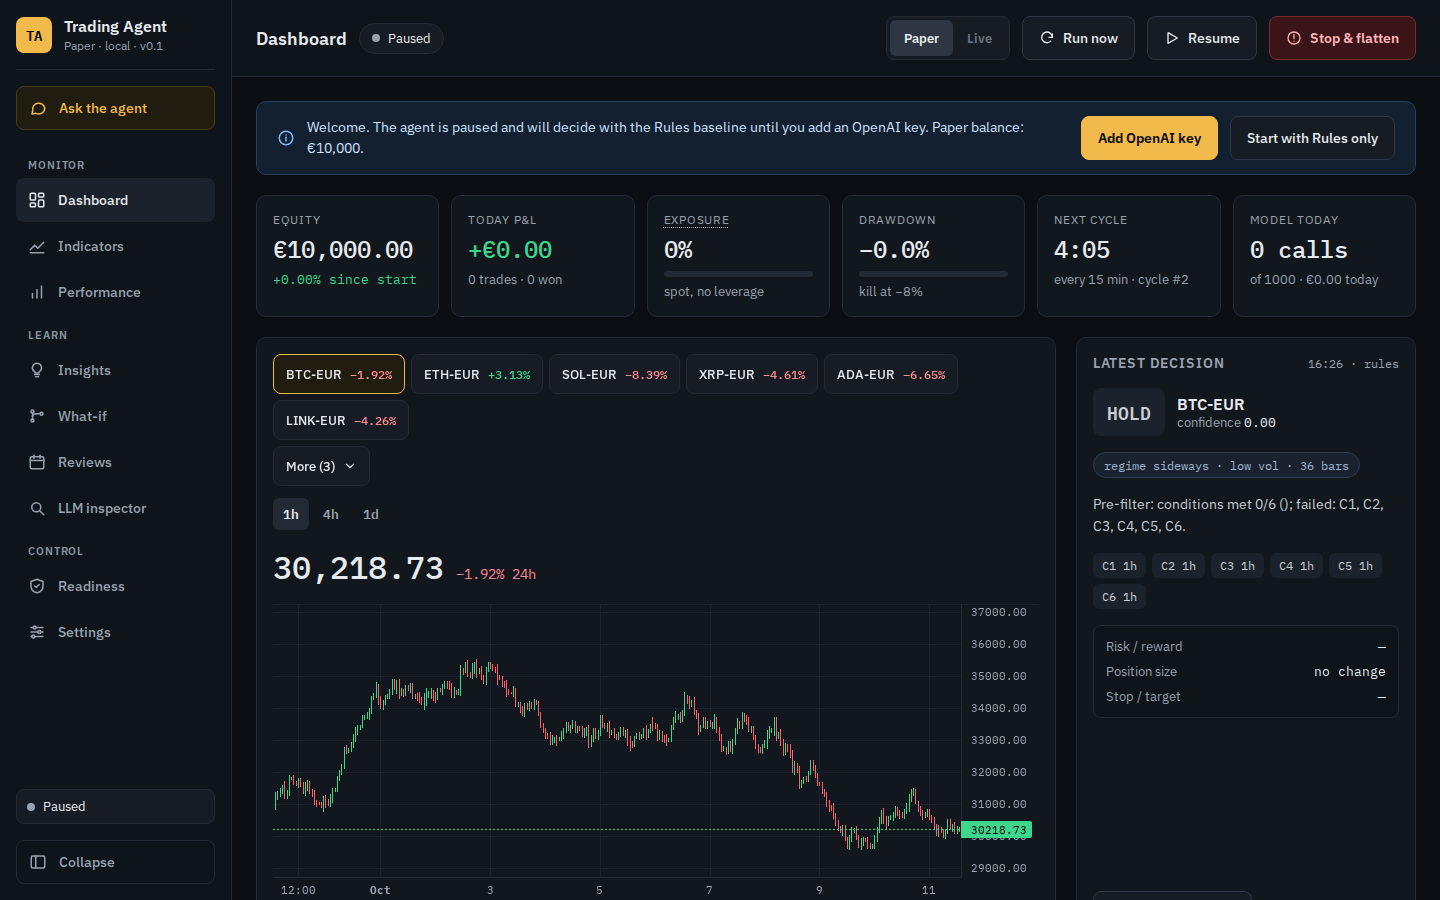 TA
Trading Agent
Paper · local · v0.1
Ask the agent
MONITOR
Dashboard
Indicators
Performance
LEARN
Insights
What-if
Reviews
LLM inspector
CONTROL
Readiness
Settings
Paused
Collapse
Dashboard
Paused
Paper
Live
Run now
Resume
Stop & flatten
Welcome. The agent is paused and will decide with the Rules baseline until you add an OpenAI key. Paper balance:
€10,000.
Add OpenAI key
Start with Rules only
EQUITY
€10,000.00
+0.00% since start
TODAY P&L
+€0.00
0 trades · 0 won
EXPOSURE
0%
spot, no leverage
DRAWDOWN
−0.0%
kill at −8%
NEXT CYCLE
4:05
every 15 min · cycle #2
MODEL TODAY
0 calls
of 1000 · €0.00 today
BTC-EUR −1.92%
ETH-EUR +3.13%
SOL-EUR −8.39%
XRP-EUR −4.61%
ADA-EUR −6.65%
LINK-EUR −4.26%
More (3)
1h
4h
1d
30,218.73 −1.92% 24h
37000.00
36000.00
35000.00
34000.00
33000.00
32000.00
31000.00
30218.73
29000.00
12:00
Oct
3
5
7
9
11
LATEST DECISION
16:26 · rules
HOLD
BTC-EUR
confidence 0.00
regime sideways · low vol · 36 bars
Pre-filter: conditions met 0/6 (); failed: C1, C2,
C3, C4, C5, C6.
C1 1h
C2 1h
C3 1h
C4 1h
C5 1h
C6 1h
Risk / reward –
Position size no change
Stop / target –